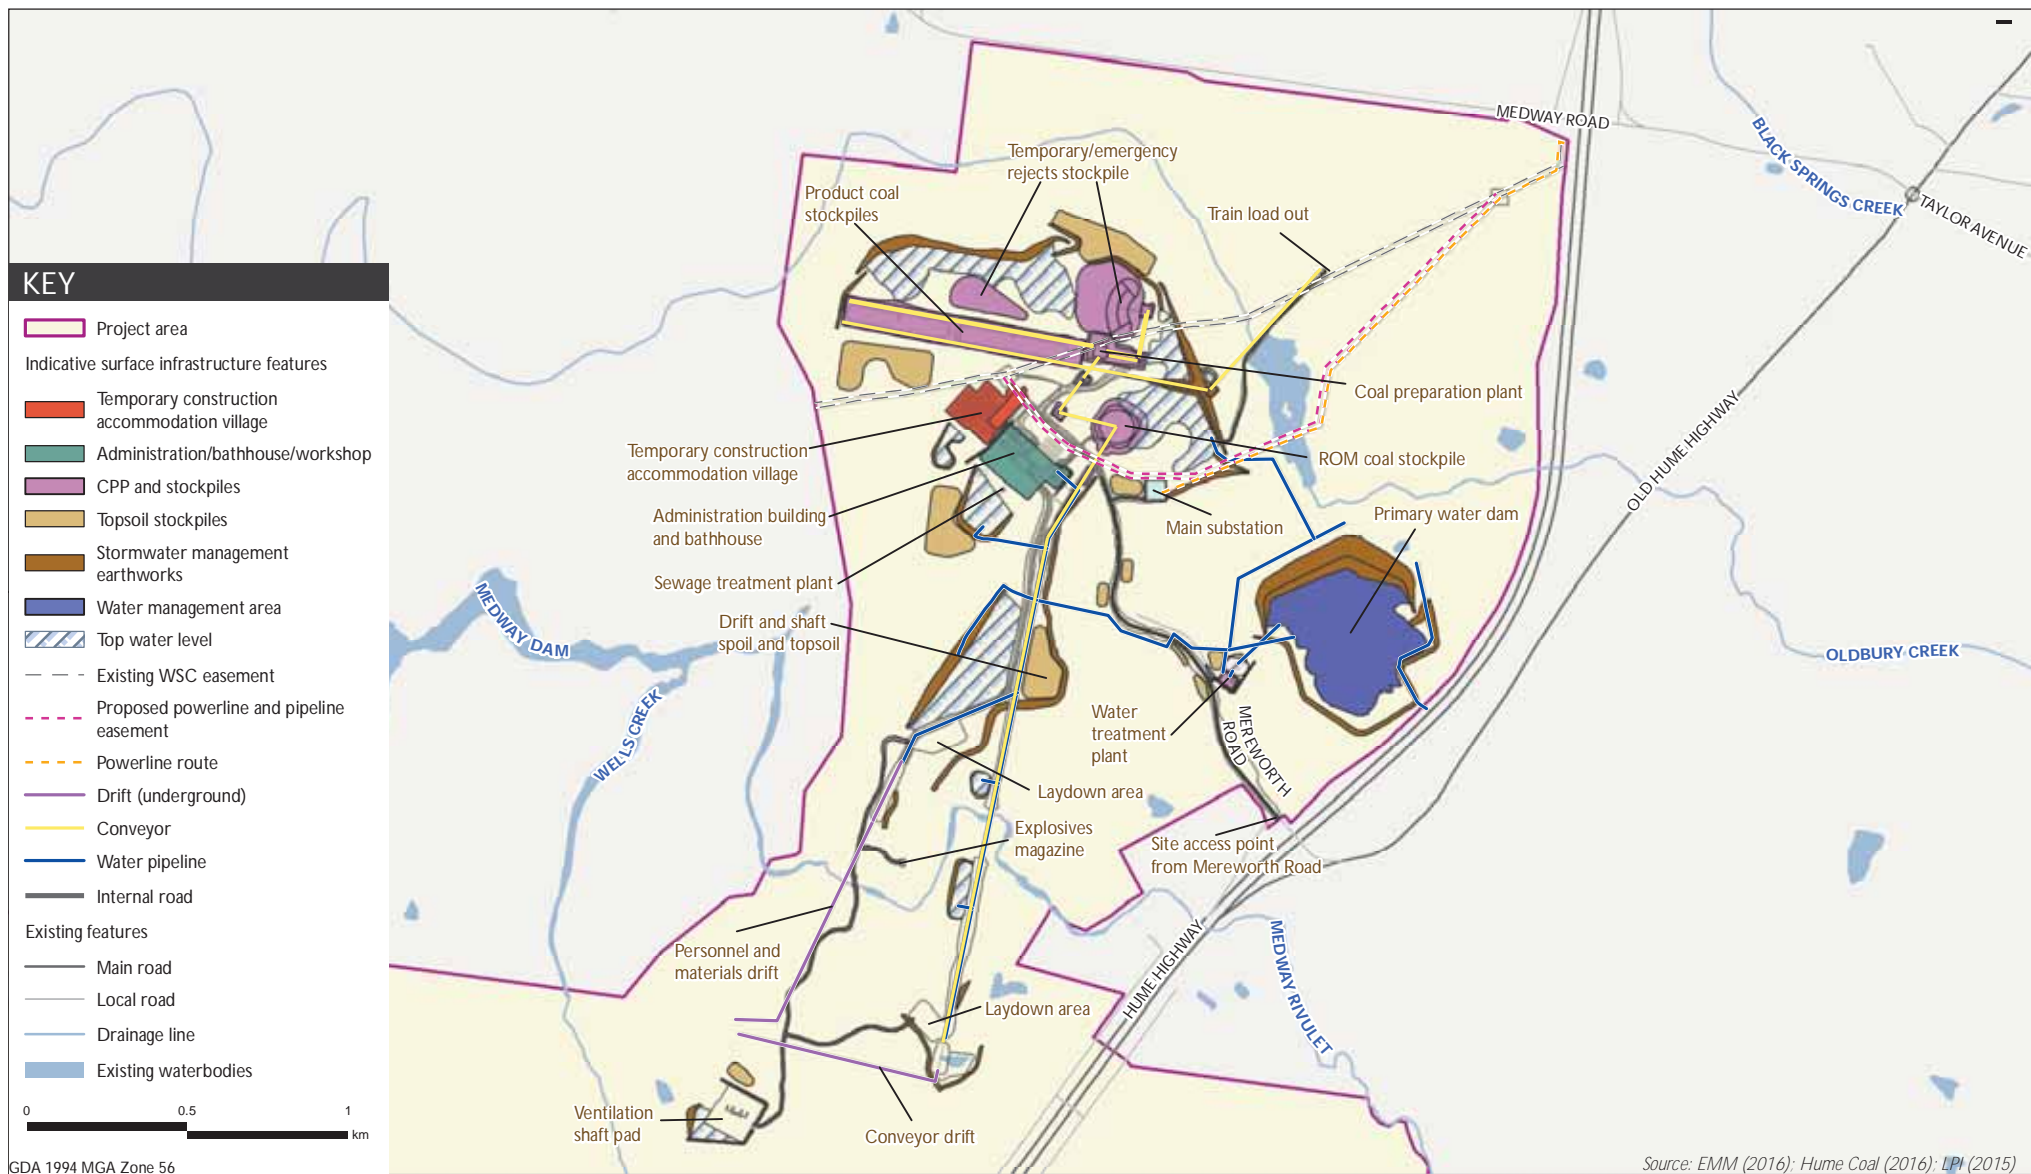 KEY
Project area
Indicative surface infrastructure features
Temporary construction
accommodation village
Administration/bathhouse/workshop
CPP and stockpiles
Topsoil stockpiles
Stormwater management
earthworks
Water management area
Top water level
Existing WSC easement
Proposed powerline and pipeline
easement
Powerline route
Drift (underground)
Conveyor
Water pipeline
Internal road
Existing features
Main road
Local road
Drainage line
Existing waterbodies
0 0.5 1
km
GDA 1994 MGA Zone 56
MEDWAY ROAD
BLACK SPRINGS CREEK
TAYLOR AVENUE
Temporary/emergency
rejects stockpile
Product coal
stockpiles
Train load out
Coal preparation plant
OLD HUME HIGHWAY
Temporary construction
accommodation village
ROM coal stockpile
Administration building
and bathhouse
Main substation
Primary water dam
Sewage treatment plant
MEDWAY DAM
Drift and shaft
spoil and topsoil
OLDBURY CREEK
WELLS CREEK
Water
treatment
plant
MEREWORTH
ROAD
Laydown area
Explosives
magazine
Site access point
from Mereworth Road
Personnel and
materials drift
HUME HIGHWAY
MEDWAY RIVULET
Laydown area
Ventilation
shaft pad
Conveyor drift
Source: EMM (2016); Hume Coal (2016); LPI (2015)